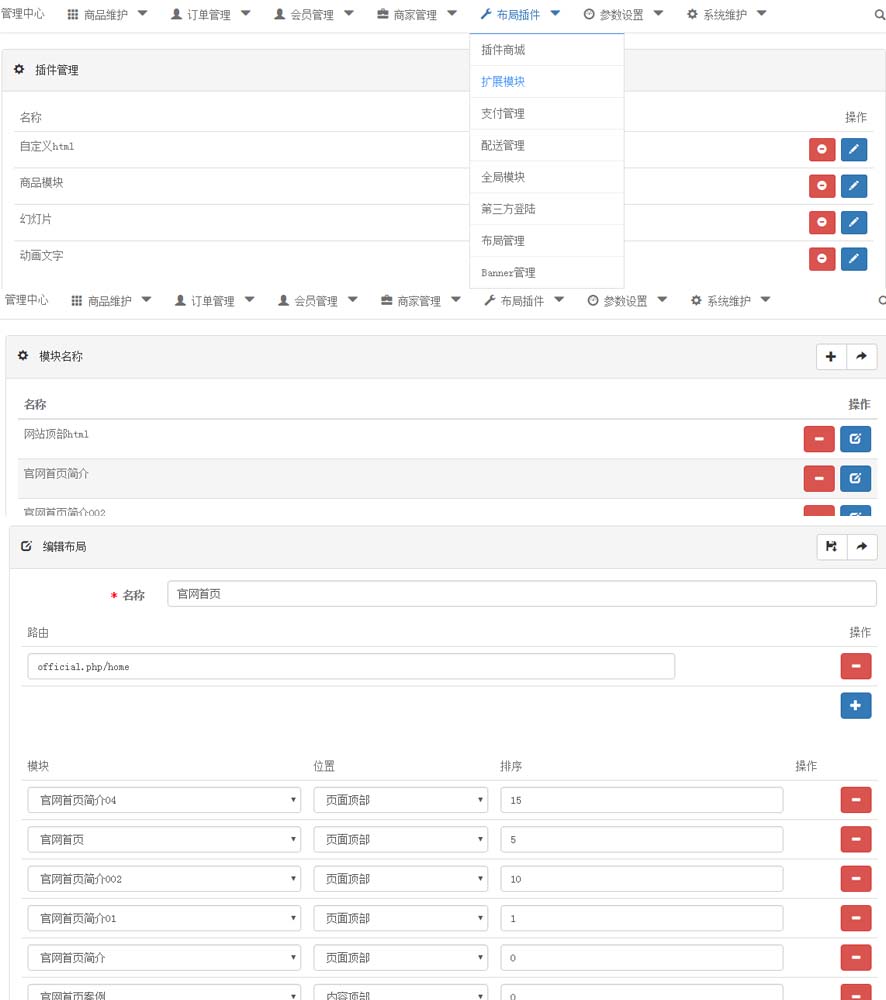 管理中心 商品维护 订单管理 会员管理 商家管理 布局插件 参数设置 系统维护
插件商城
插件管理
扩展模块
名称 操作
支付管理
自定义html
配送管理
商品模块
全局模块
幻灯片
第三方登陆
布局管理
动画文字
Banner管理
管理中心 商品维护 订单管理 会员管理 商家管理 布局插件 参数设置 系统维护
模块名称
名称 操作
网站顶部html
官网首页简介
官网首页简介002
编辑布局
* 名称 官网首页
路由 操作
official.php/home
模块 位置 排序 操作
官网首页简介04 页面顶部 15
官网首页 页面顶部 5
官网首页简介002 页面顶部 10
官网首页简介01 页面顶部 1
官网首页简介 页面顶部 0
官网首页案例 内容顶部 0